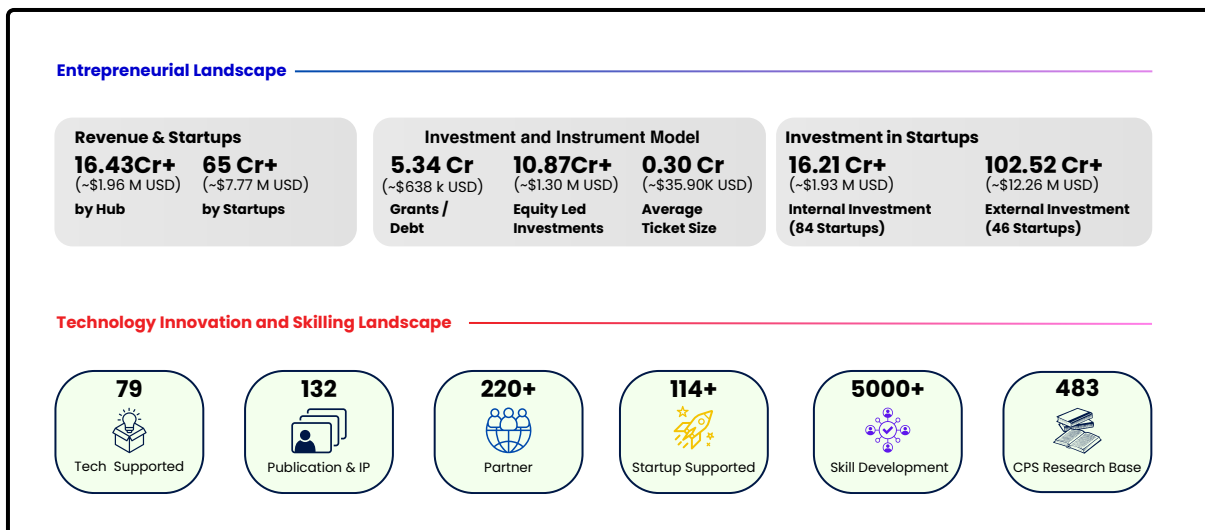 Entrepreneurial Landscape
Revenue & Startups
16.43Cr+ 65 Cr+
(~$1.96 M USD) (~$7.77 M USD)
by Hub by Startups
Investment and Instrument Model
5.34 Cr 10.87Cr+ 0.30 Cr
(~$638 k USD) (~$1.30 M USD) (~$35.90K USD)
Grants / Equity Led Average
Debt Investments Ticket Size
Investment in Startups
16.21 Cr+ 102.52 Cr+
(~$1.93 M USD) (~$12.26 M USD)
Internal Investment External Investment
(84 Startups) (46 Startups)
Technology Innovation and Skilling Landscape
79
Tech Supported
132
Publication & IP
220+
Partner
114+
Startup Supported
5000+
Skill Development
483
CPS Research Base